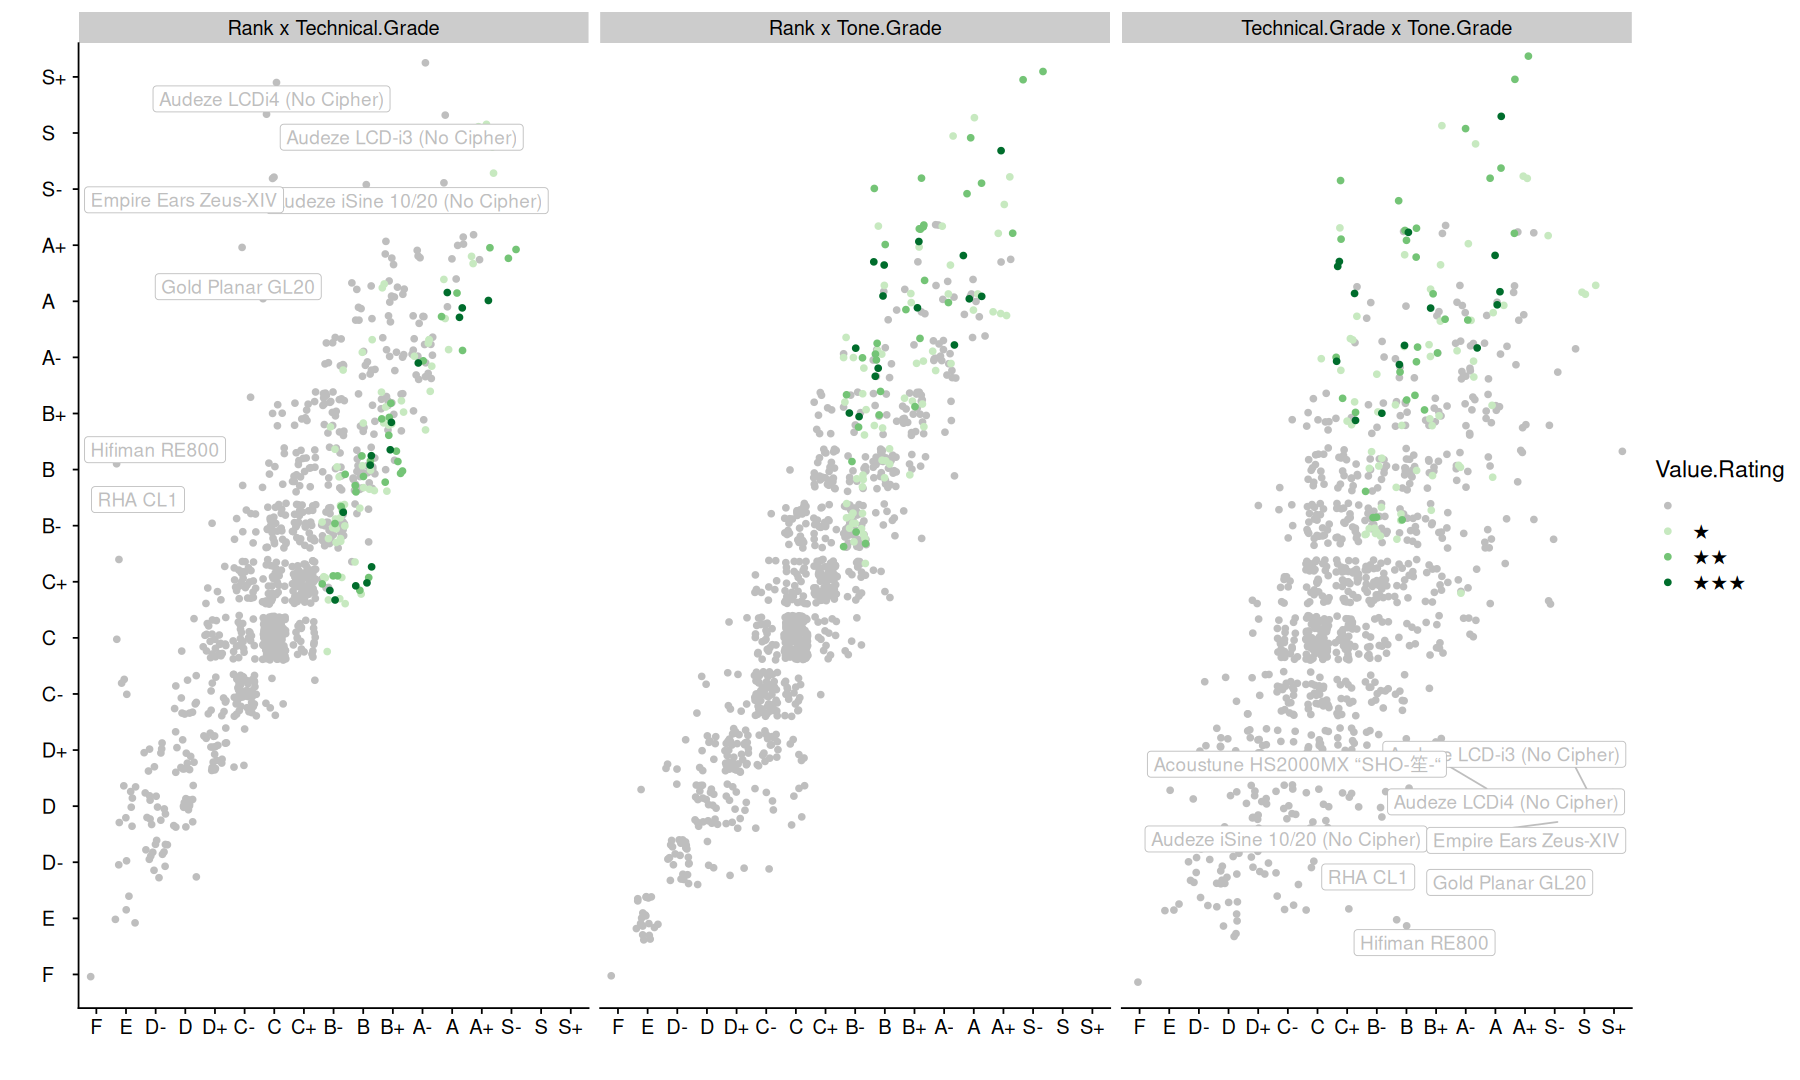 Rank x Technical.Grade
Rank x Tone.Grade
Technical.Grade x Tone.Grade
S+
S
S-
A+
A
A-
B+
B
B-
C+
C
C-
D+
D
D-
E
F
Audeze LCDi4 (No Cipher)
Audeze LCD-i3 (No Cipher)
Empire Ears Zeus-XIV
udeze iSine 10/20 (No Cipher)
Gold Planar GL20
Hifiman RE800
RHA CL1
e LCD-i3 (No Cipher)
Acoustune HS2000MX “SHO-笙-“
Audeze LCDi4 (No Cipher)
Audeze iSine 10/20 (No Cipher)
Empire Ears Zeus-XIV
RHA CL1
Gold Planar GL20
Hifiman RE800
F E D- D D+ C- C C+ B- B B+ A- A A+ S- S S+
F E D- D D+ C- C C+ B- B B+ A- A A+ S- S S+
F E D- D D+ C- C C+ B- B B+ A- A A+ S- S S+
Value.Rating
★
★★
★★★